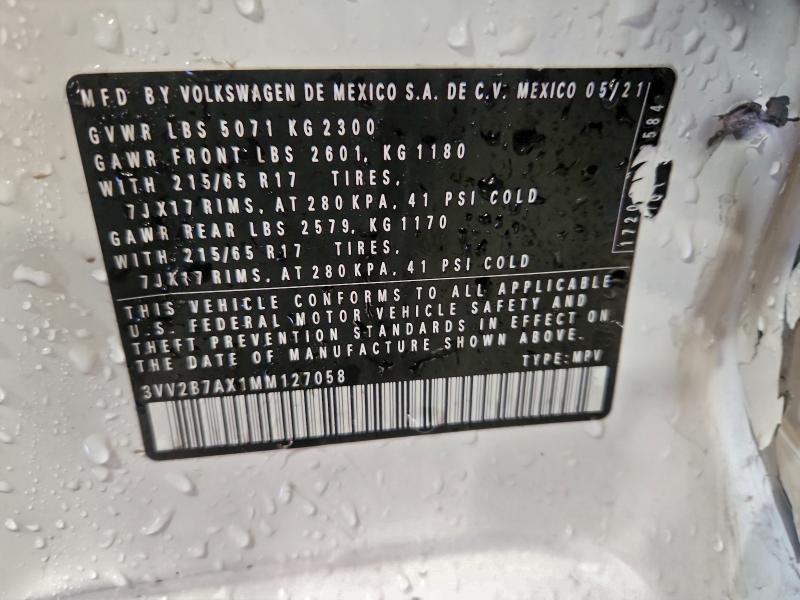 MFD BY VOLKSWAGEN DE MEXICO S.A. DE C.V. MEXICO 05/21
GVWR LBS 5071 KG 2300
GAWR FRONT LBS 2601, KG 1180
WITH 215/65 R17 TIRES,
7JX17 RIMS, AT 280 KPA, 41 PSI COLD
GAWR REAR LBS 2579, KG 1170
WITH 215/65 R17 TIRES,
7JX17 RIMS, AT 280 KPA, 41 PSI COLD
THIS VEHICLE CONFORMS TO ALL APPLICABLE
U.S. FEDERAL MOTOR VEHICLE SAFETY AND
THEFT PREVENTION STANDARDS IN EFFECT ON
THE DATE OF MANUFACTURE SHOWN ABOVE.
TYPE: MPV
3VV2B7AX1MM127058